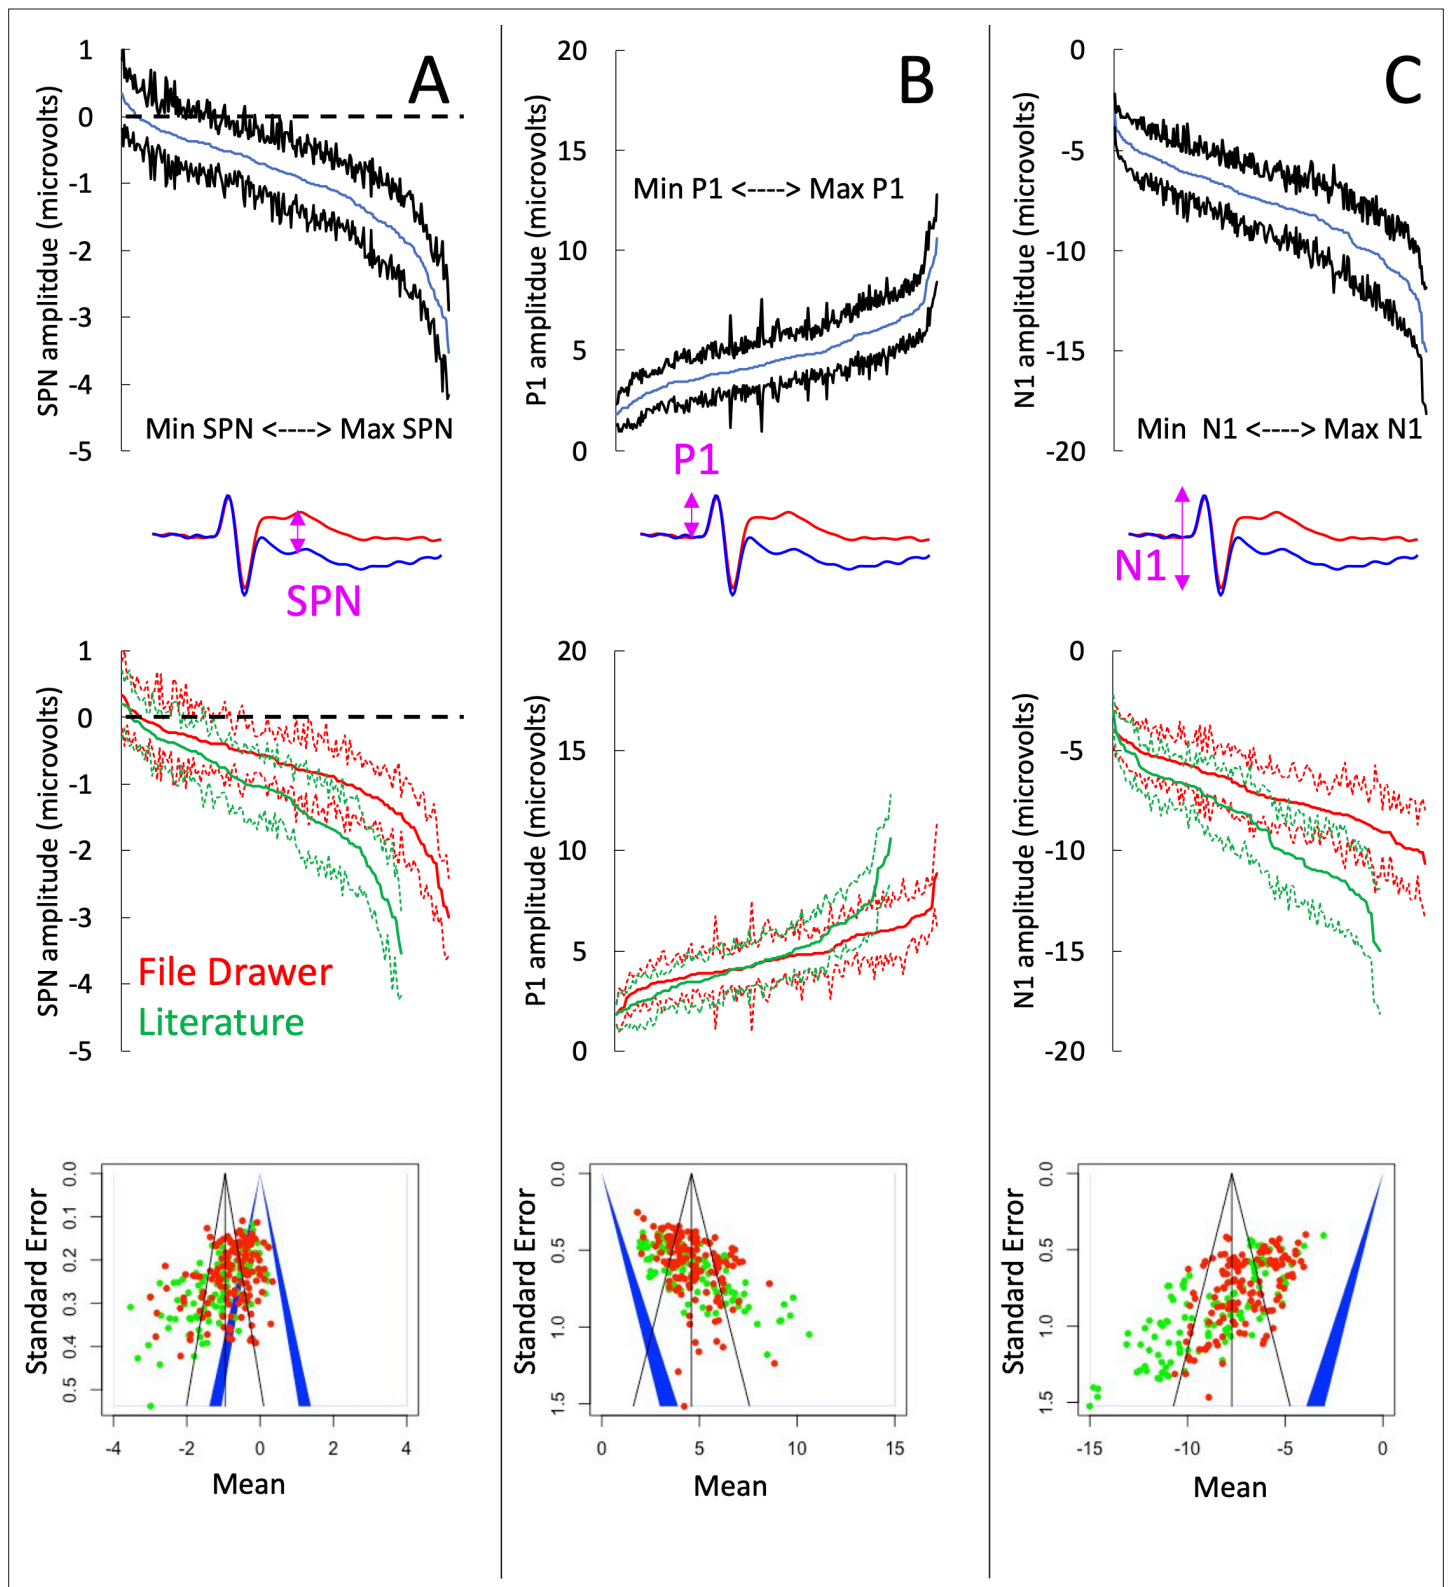 A
SPN amplitdue (microvolts)
1
0
-1
-2
-3
-4
-5
Min SPN <----> Max SPN
SPN
SPN amplitude (microvolts)
1
0
-1
-2
-3
-4
-5
File Drawer
Literature
Standard Error
0.0
0.1
0.2
0.3
0.4
0.5
-4
-2
0
2
4
Mean
B
P1 amplitdue (microvolts)
20
15
10
5
0
Min P1 <----> Max P1
P1
P1 amplitude (microvolts)
20
15
10
5
0
Standard Error
0.0
0.5
1.0
1.5
0
5
10
15
Mean
C
N1 amplitdue (microvolts)
0
-5
-10
-15
-20
Min N1 <----> Max N1
N1
N1 amplitude (microvolts)
0
-5
-10
-15
-20
Standard Error
0.0
0.5
1.0
1.5
-15
-10
-5
0
Mean